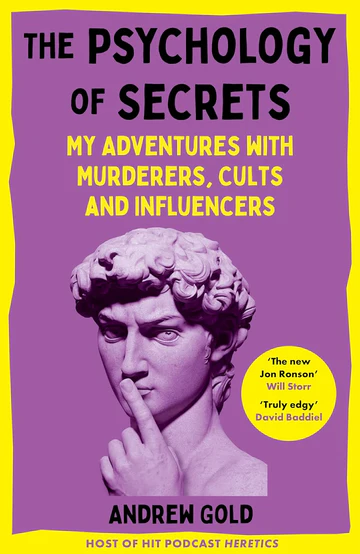 THE PSYCHOLOGY
OF SECRETS
MY ADVENTURES WITH
MURDERERS, CULTS
AND INFLUENCERS
‘The new
Jon Ronson’
Will Storr
‘Truly edgy’
David Baddiel
ANDREW GOLD
HOST OF HIT PODCAST HERETICS